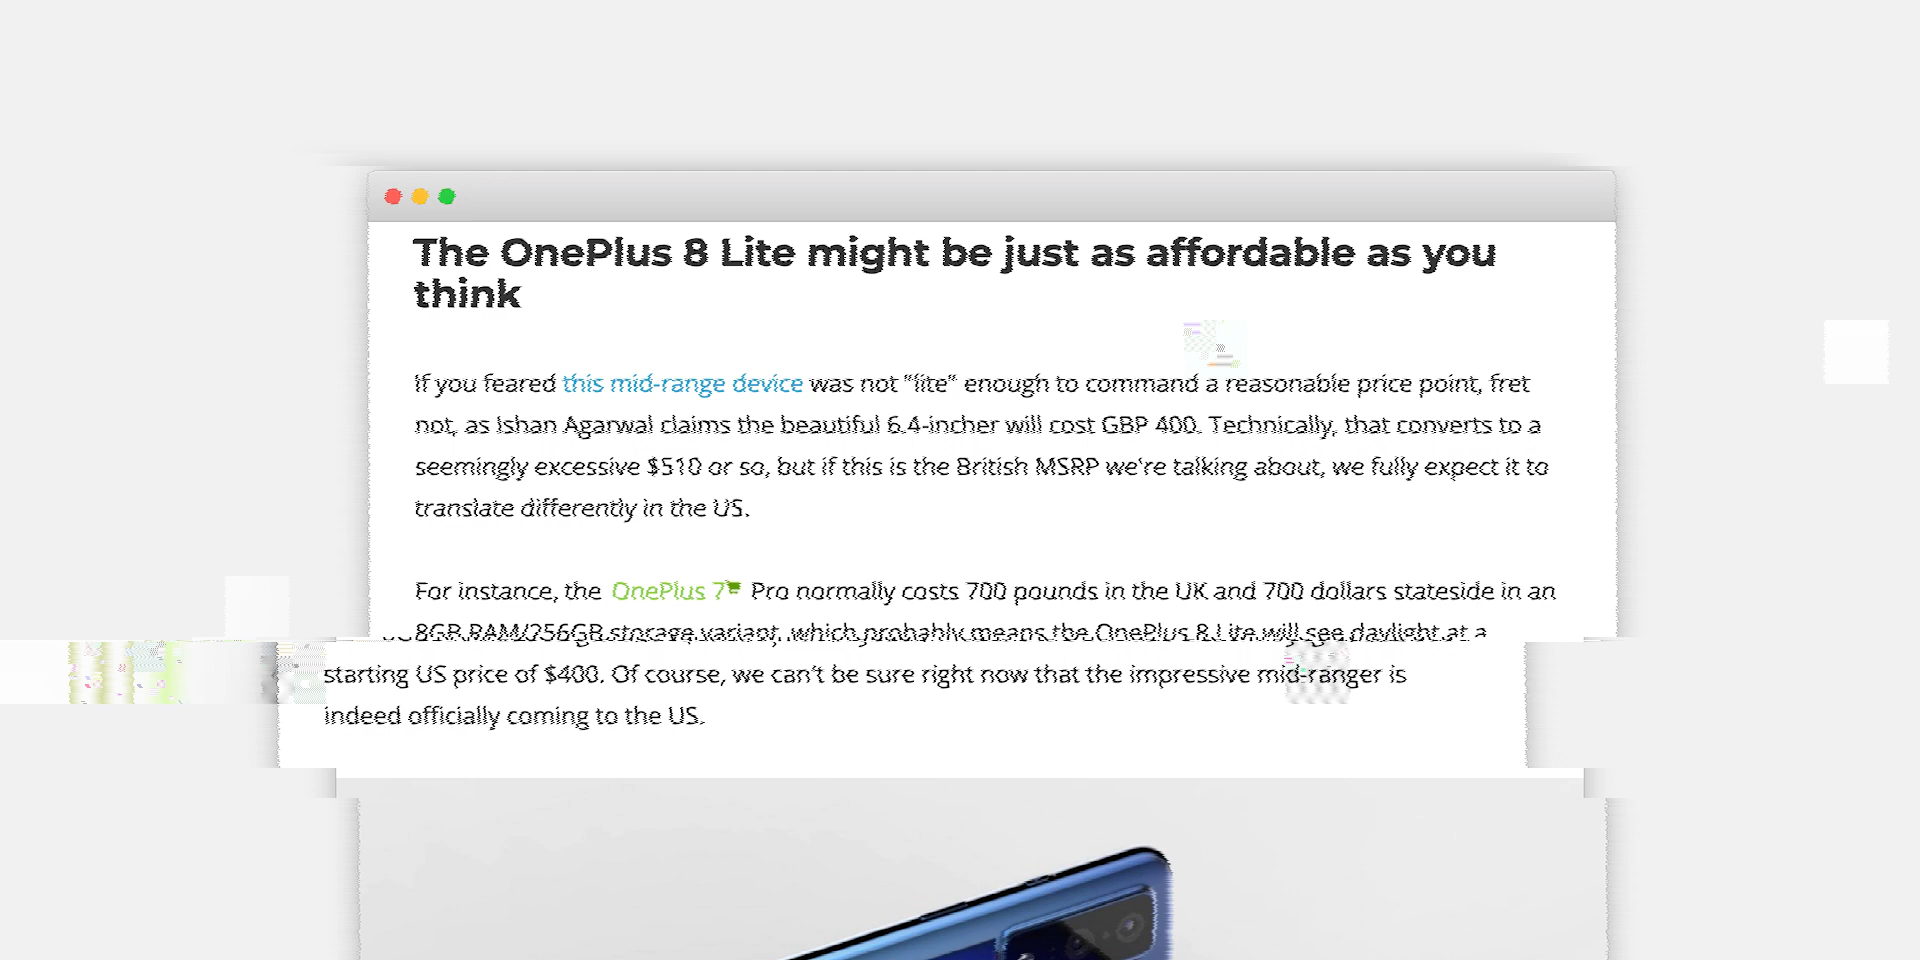 The OnePlus 8 Lite might be just as affordable as you
think
If you feared this mid-range device was not "lite" enough to command a reasonable price point, fret
not, as Ishan Agarwal claims the beautiful 6.4-incher will cost GBP 400. Technically, that converts to a
seemingly excessive $510 or so, but if this is the British MSRP we're talking about, we fully expect it to
translate differently in the US.
For instance, the OnePlus 7 Pro normally costs 700 pounds in the UK and 700 dollars stateside in an
8GB RAM/256GB storage variant, which probably means the OnePlus 8 Lite will see daylight at a
starting US price of $400. Of course, we can't be sure right now that the impressive mid-ranger is
indeed officially coming to the US.